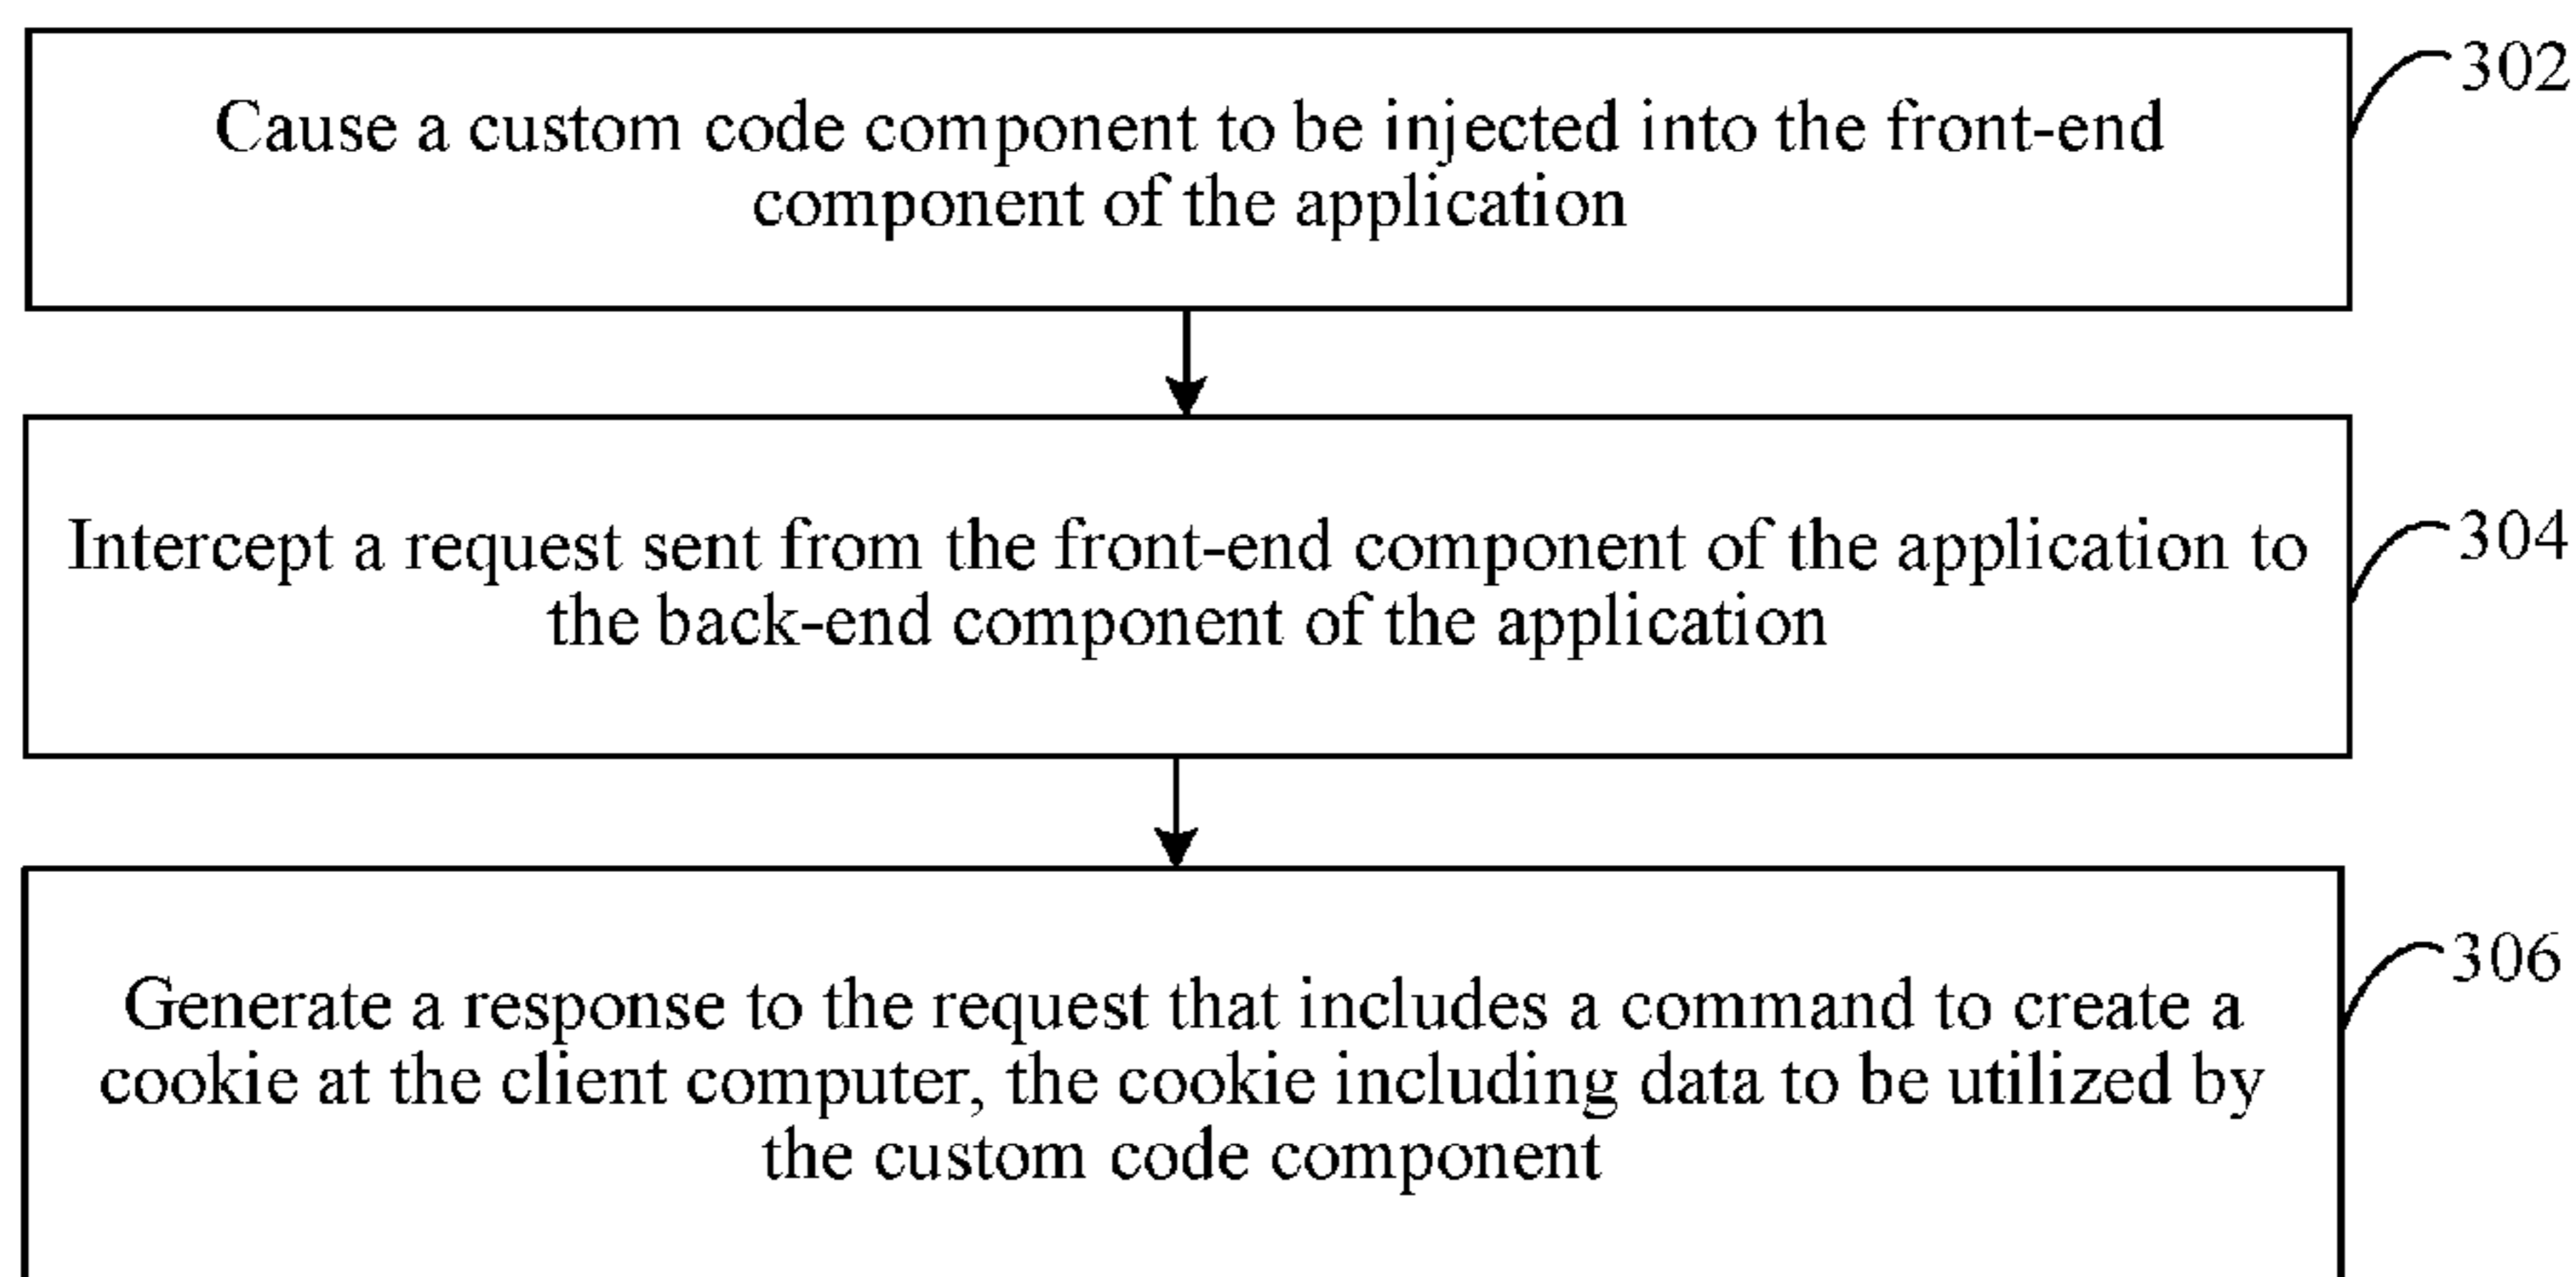 302
Cause a custom code component to be injected into the front-end
component of the application
304
Intercept a request sent from the front-end component of the application to
the back-end component of the application
306
Generate a response to the request that includes a command to create a
cookie at the client computer, the cookie including data to be utilized by
the custom code component